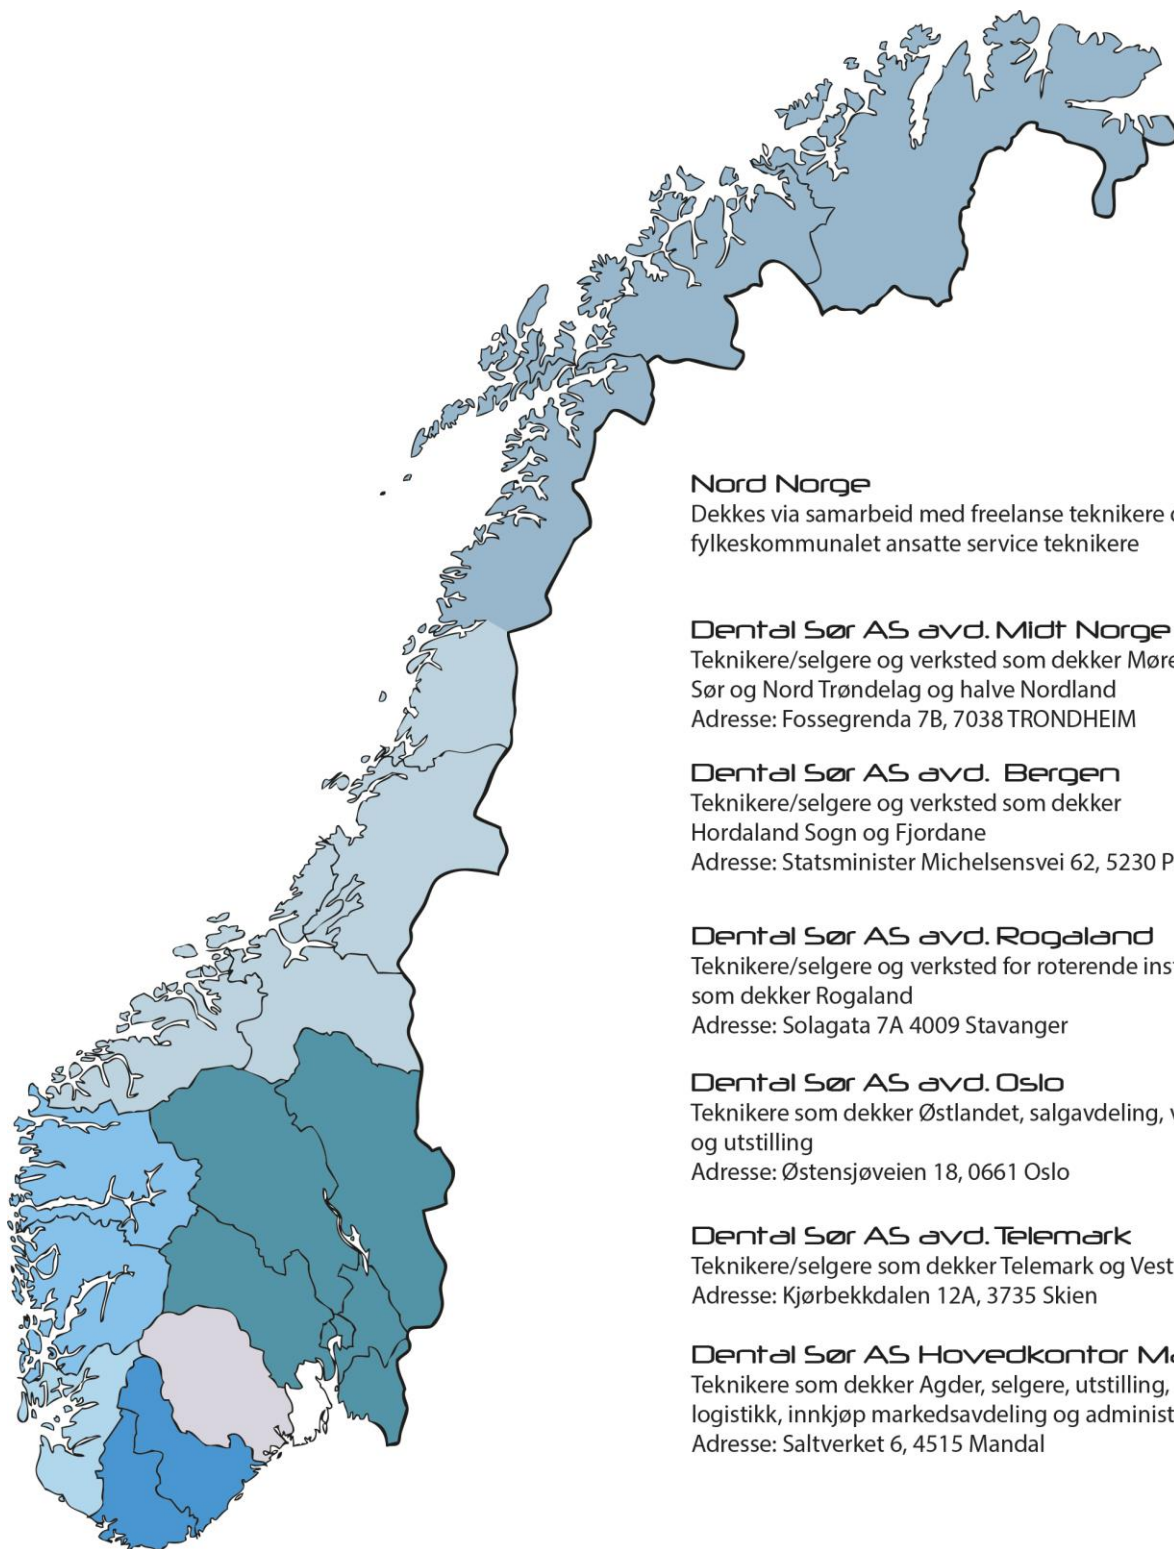 Nord Norge
Dekkes via samarbeid med freelanse teknikere
fylkeskommunalet ansatte service teknikere
Dental Sør AS avd. Midt Norge
Teknikere/selgere og verksted som dekker Møre
Sør og Nord Trøndelag og halve Nordland
Adresse: Fossegrenda 7B, 7038 TRONDHEIM
Dental Sør AS avd. Bergen
Teknikere/selgere og verksted som dekker
Hordaland Sogn og Fjordane
Adresse: Statsminister Michelsensvei 62, 5230
Dental Sør AS avd. Rogaland
Teknikere/selgere og verksted for roterende
som dekker Rogaland
Adresse: Solagata 7A 4009 Stavanger
Dental Sør AS avd. Oslo
Teknikere som dekker Østlandet, salgavdeling,
og utstilling
Adresse: Østensjøveien 18, 0661 Oslo
Dental Sør AS avd. Telemark
Teknikere/selgere som dekker Telemark og Vest
Adresse: Kjørbekkdalen 12A, 3735 Skien
Dental Sør AS Hovedkontor
Teknikere som dekker Agder, selgere, utstilling,
logistikk, innkjøp markedsavdeling og
Adresse: Saltverket 6, 4515 Mandal